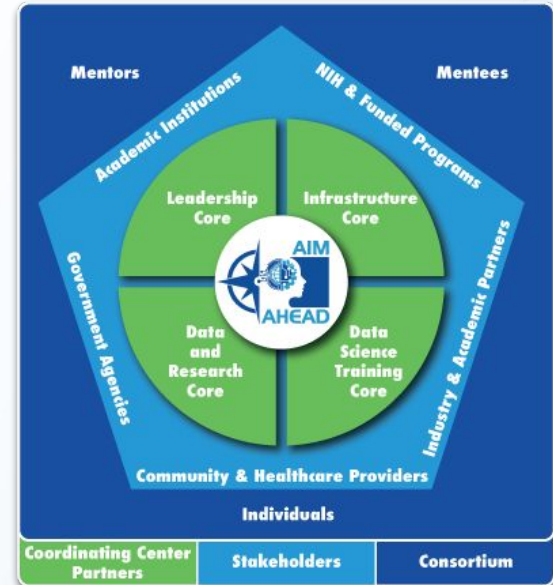 Mentors
Mentees
Academic Institutions
NIH & Funded Programs
Leadership
Core
Infrastructure
Core
AIM
AHEAD
Government Agencies
Industry & Academic Partners
Data
and
Research
Core
Data
Science
Training
Core
Community & Healthcare Providers
Individuals
Coordinating Center
Partners
Stakeholders
Consortium